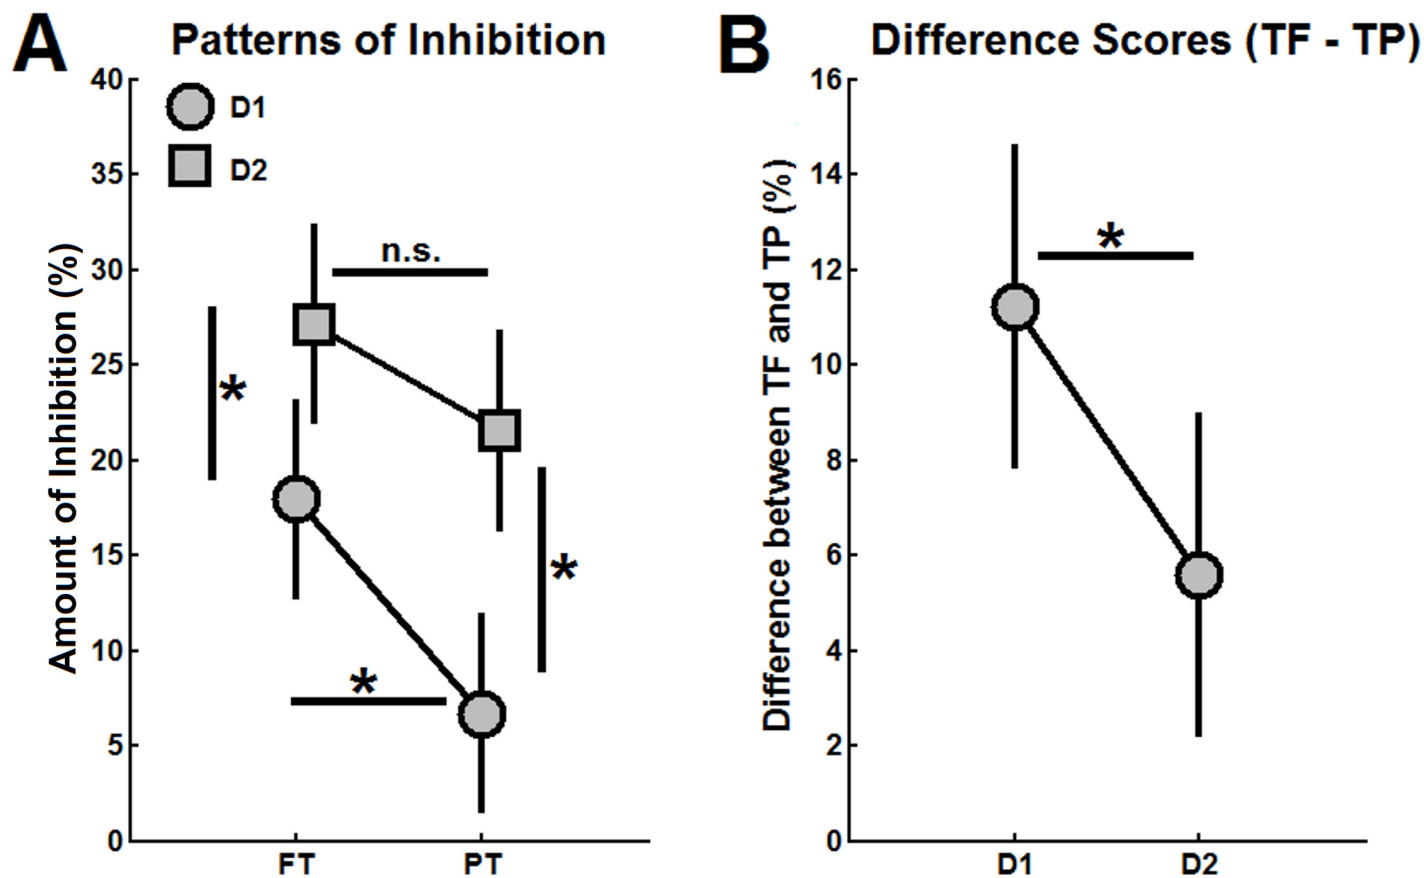 A
Patterns of Inhibition
Amount of Inhibition (%)
40
35
30
25
20
15
10
5
0
D1
D2
n.s.
*
*
*
FT
PT
B
Difference Scores (TF - TP)
Difference between TF and TP (%)
16
14
12
10
8
6
4
2
0
*
D1
D2